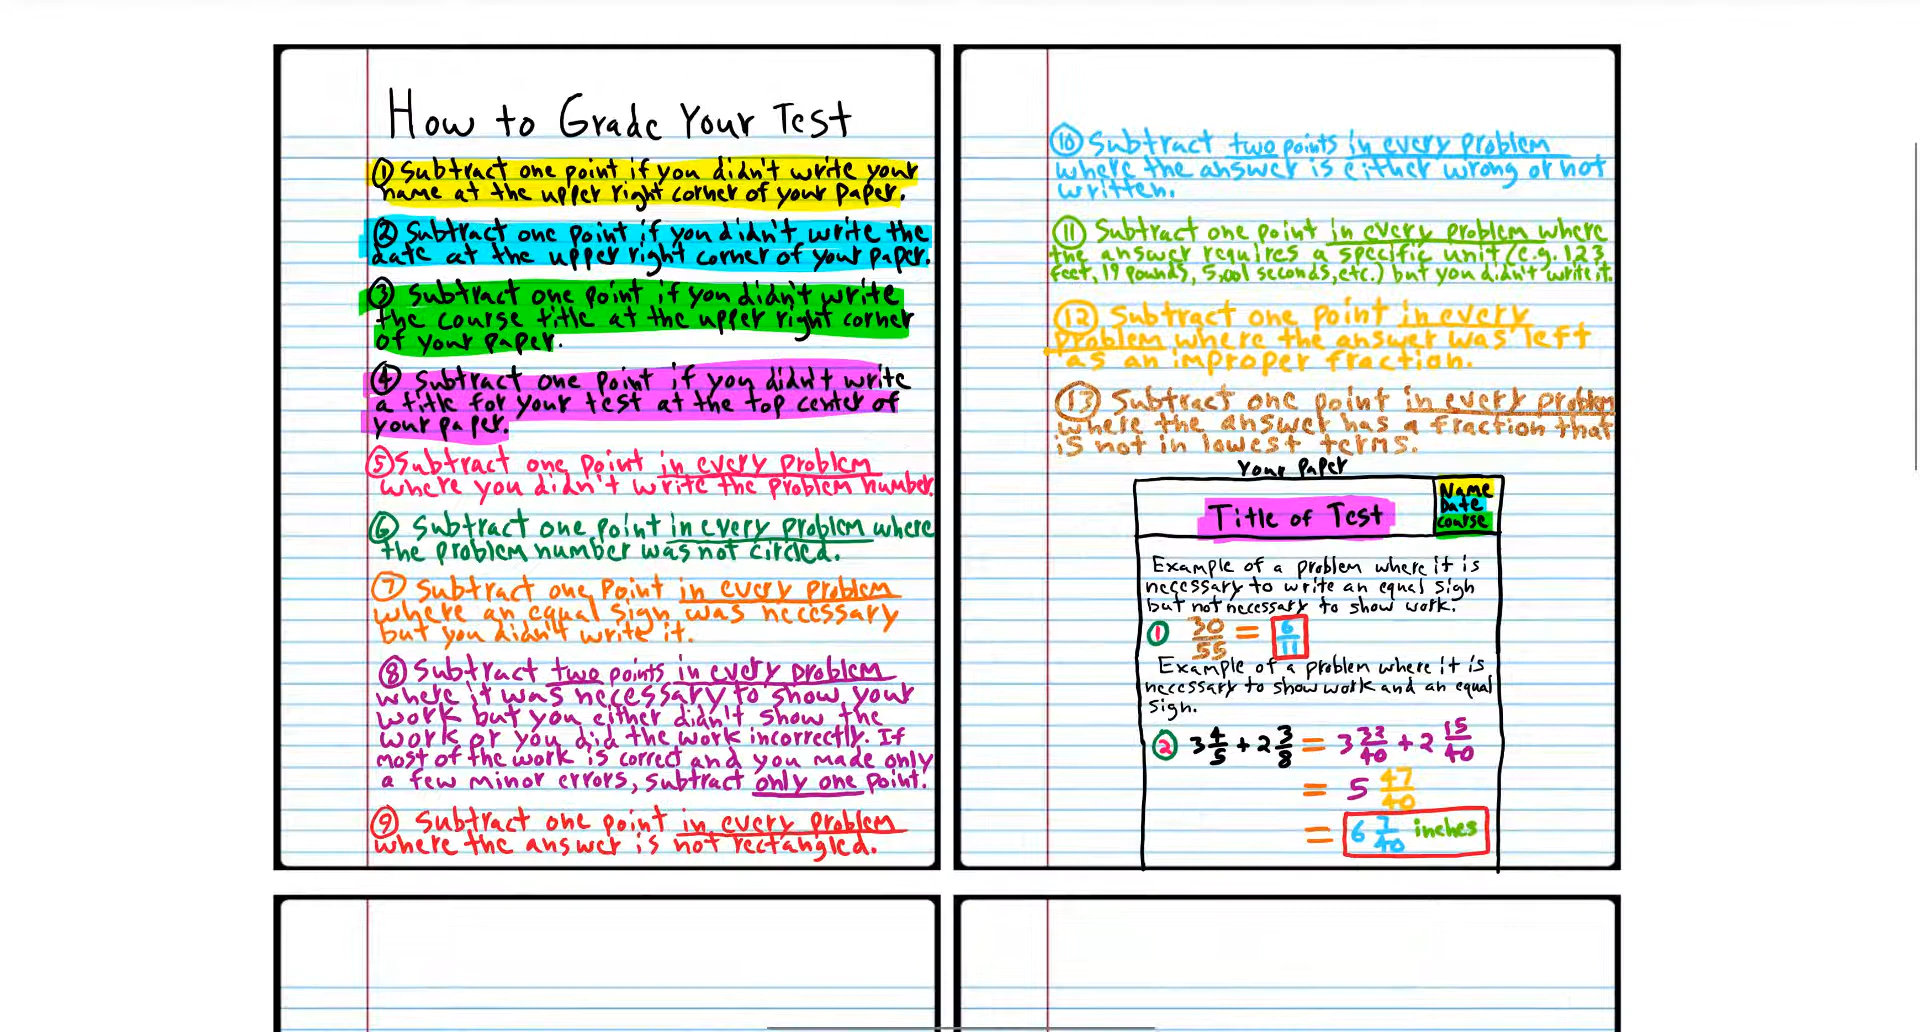 How to Grade Your Test
① Subtract one point if you didn't write your
name at the upper right corner of your paper.
② Subtract one point if you didn't write the
date at the upper right corner of your paper.
③ Subtract one point if you didn't write
the course title at the upper right corner
of your paper.
④ Subtract one point if you didn't write
a title for your test at the top center of
your paper.
⑤ Subtract one point in every problem
where you didn't write the problem number.
⑥ Subtract one point in every problem where
the problem number was not circled.
⑦ Subtract one point in every problem
where an equal sign was necessary
but you didn't write it.
⑧ Subtract two points in every problem
where it was necessary to show your
work but you either didn't show the
work or you did the work incorrectly. If
most of the work is correct and you made only
a few minor errors, subtract only one point.
⑨ Subtract one point in every problem
where the answer is not rectangled.
⑩ Subtract two points in every problem
where the answer is either wrong or not
written.
⑪ Subtract one point in every problem where
the answer requires a specific unit (e.g. 123
feet, 19 pounds, 5,001 seconds, etc.) but you didn't write it.
⑫ Subtract one point in every
problem where the answer was left
as an improper fraction.
⑬ Subtract one point in every problem
where the answer has a fraction that
is not in lowest terms.
Your Paper
Title of Test
Name
Date
Course
Example of a problem where it is
necessary to write an equal sign
but not necessary to show work.
① 30/55 = 6/11
Example of a problem where it is
necessary to show work and an equal
sign.
② 3 4/5 + 2 3/8 = 3 32/40 + 2 15/40
= 5 47/40
= 6 7/40 inches